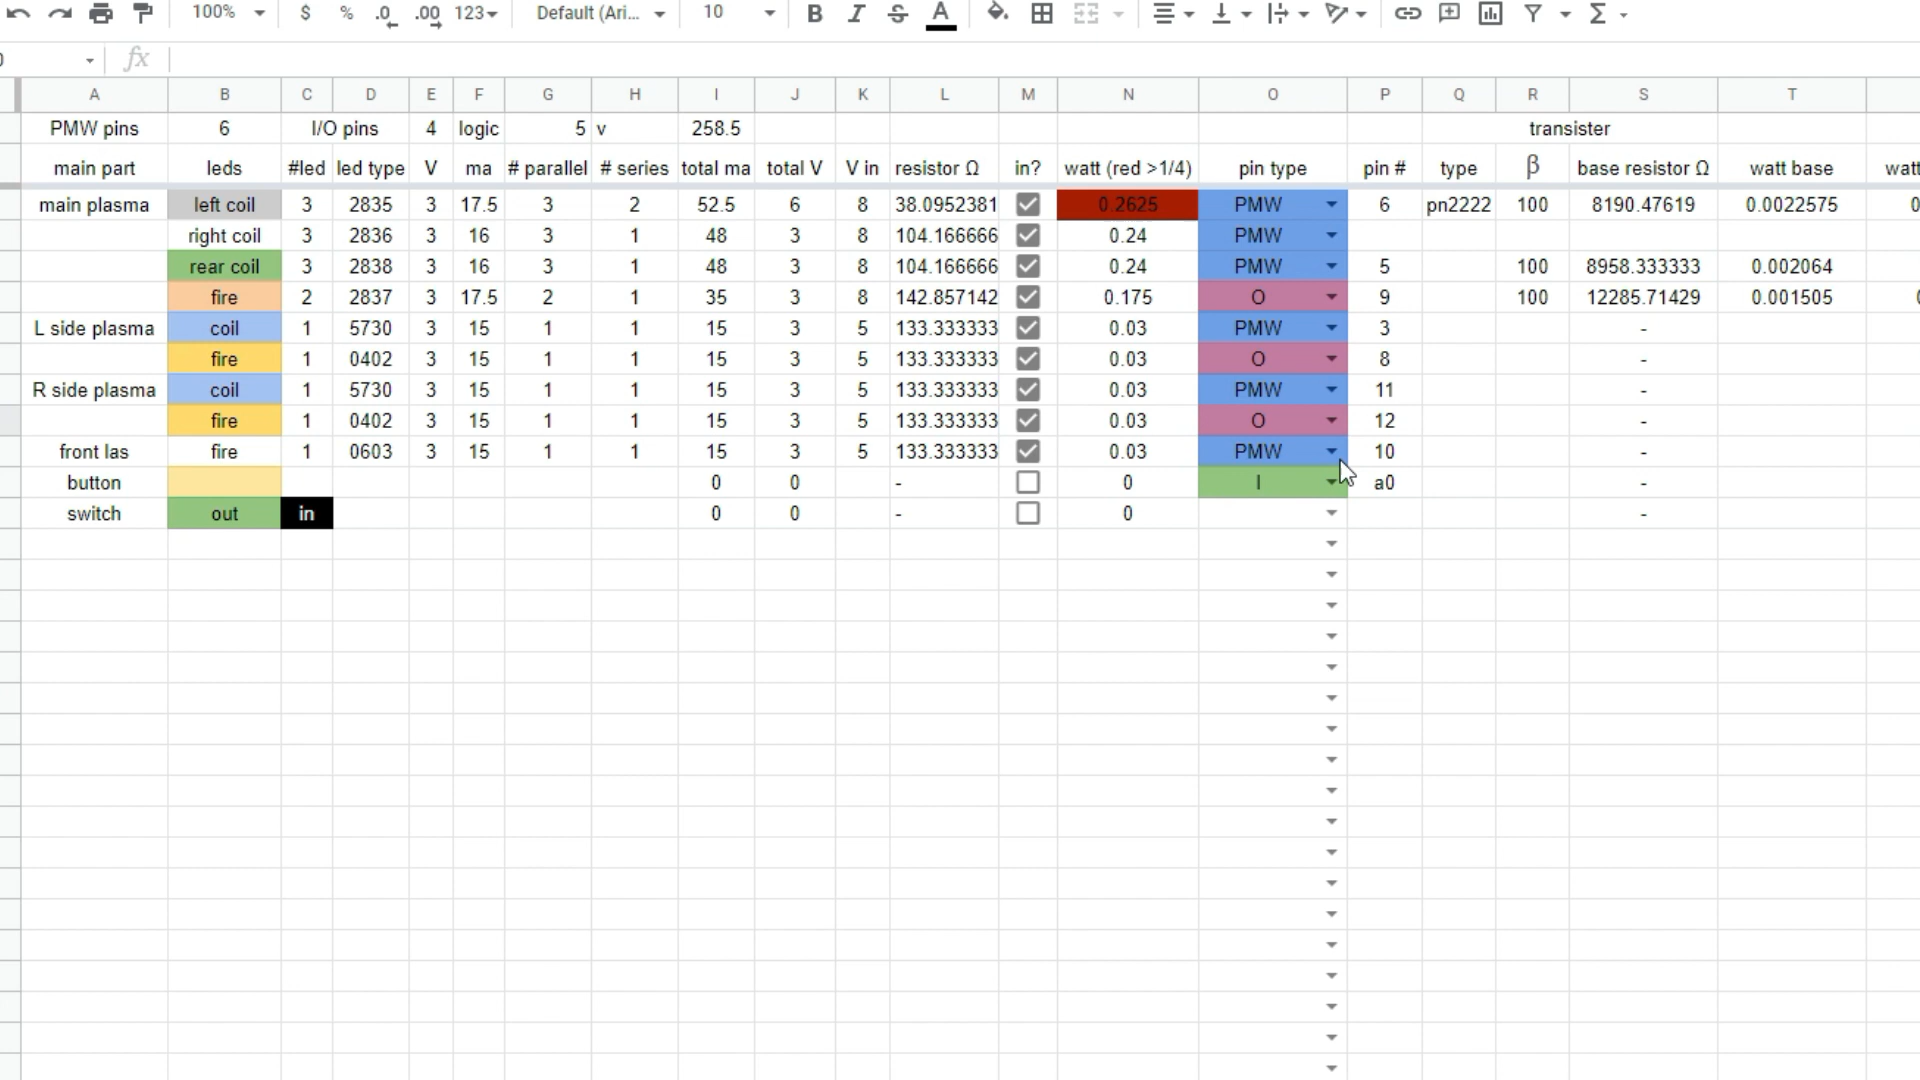 100% $ % .0 .00 123 Default (Ari... 10 B I S A Σ
fx
A B C D E F G H I J K L M N O P Q R S T
PMW pins 6 I/O pins 4 logic 5 v 258.5 transister
main part leds #led led type V ma # parallel # series total ma total V V in resistor Ω in? watt (red >1/4) pin type pin # type β base resistor Ω watt base watt
main plasma left coil 3 2835 3 17.5 3 2 52.5 6 8 38.0952381 0.2625 PMW 6 pn2222 100 8190.47619 0.0022575 0
right coil 3 2836 3 16 3 1 48 3 8 104.166666 0.24 PMW
rear coil 3 2838 3 16 3 1 48 3 8 104.166666 0.24 PMW 5 100 8958.333333 0.002064
fire 2 2837 3 17.5 2 1 35 3 8 142.857142 0.175 O 9 100 12285.71429 0.001505
L side plasma coil 1 5730 3 15 1 1 15 3 5 133.333333 0.03 PMW 3 -
fire 1 0402 3 15 1 1 15 3 5 133.333333 0.03 O 8 -
R side plasma coil 1 5730 3 15 1 1 15 3 5 133.333333 0.03 PMW 11 -
fire 1 0402 3 15 1 1 15 3 5 133.333333 0.03 O 12 -
front las fire 1 0603 3 15 1 1 15 3 5 133.333333 0.03 PMW 10 -
button 0 0 - 0 I a0 -
switch out in 0 0 - 0 -